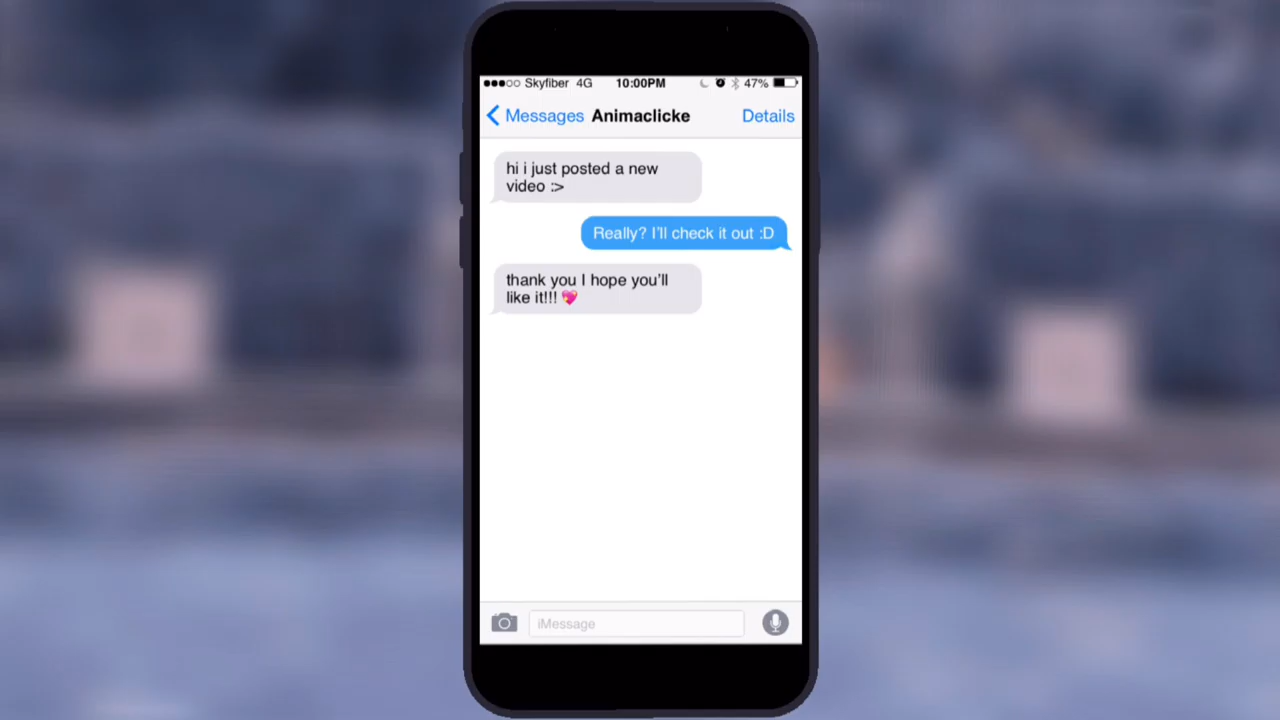 Skyfiber 4G 10:00PM 47%
Messages Animaclicke Details
hi i just posted a new
video :>
Really? I'll check it out :D
thank you I hope you'll
like it!!! 💖
iMessage